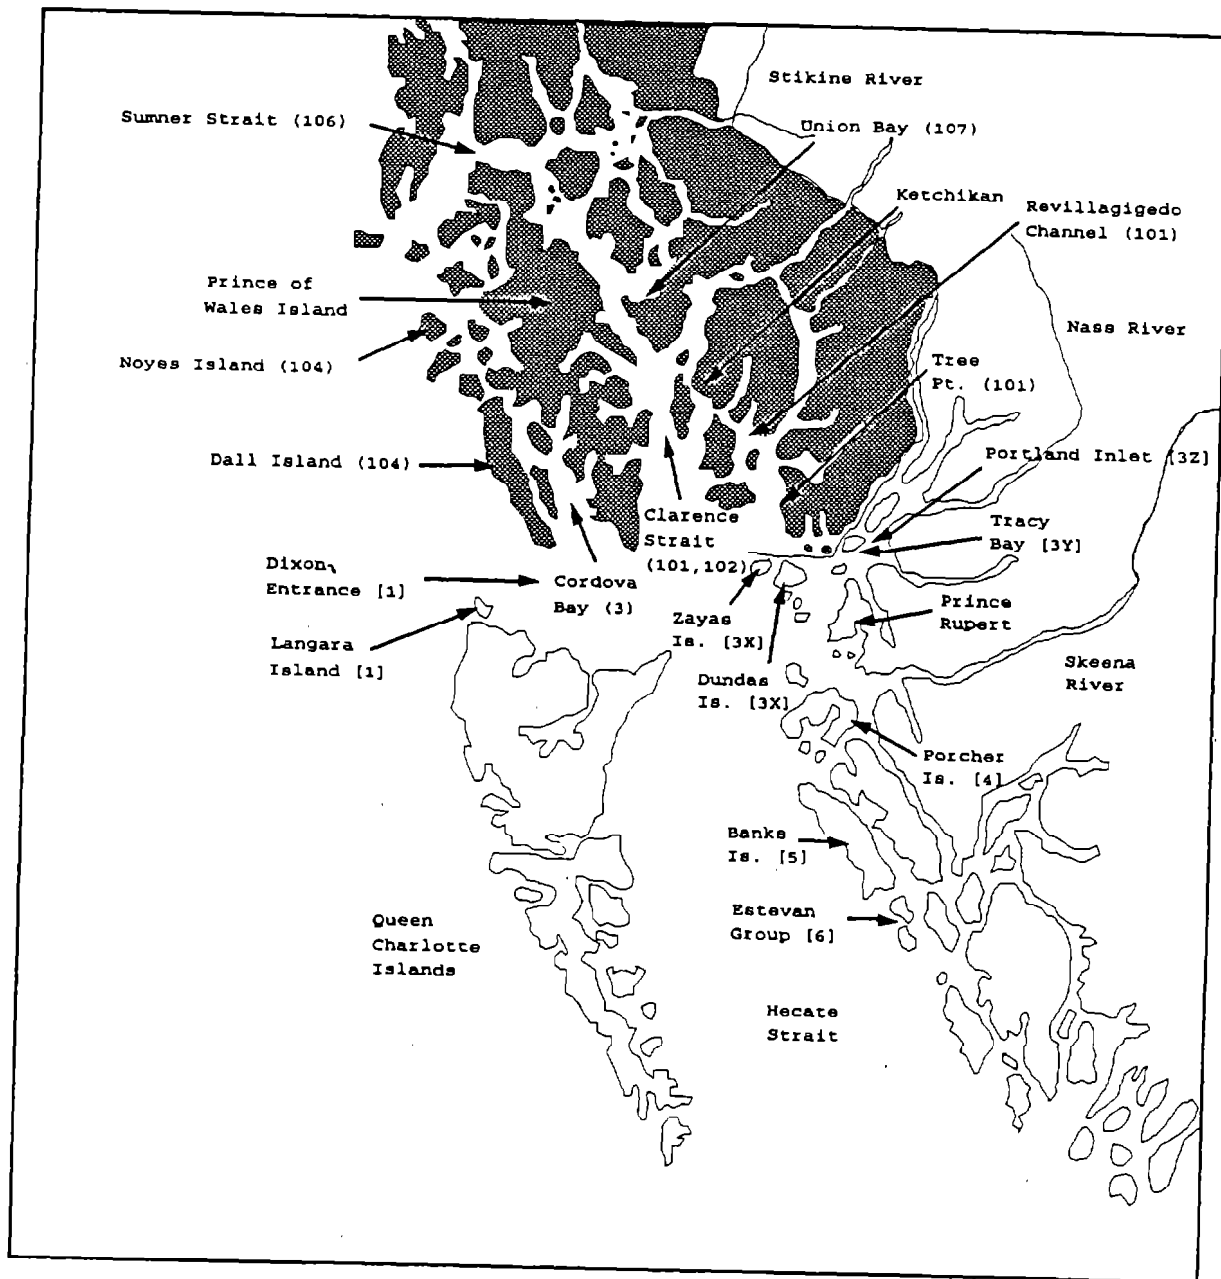 Stikine River
Sumner Strait (106)
Union Bay (107)
Ketchikan
Revillagigedo
Channel (101)
Prince of
Wales Island
Nass River
Noyes Island (104)
Tree
Pt. (101)
Dall Island (104)
Portland Inlet [3Z]
Clarence
Strait
(101,102)
Tracy
Bay [3Y]
Dixon
Entrance [1]
Cordova
Bay (3)
Zayas
Is. [3X]
Prince
Rupert
Langara
Island [1]
Dundas
Is. [3X]
Skeena
River
Porcher
Is. [4]
Banks
Is. [5]
Estevan
Group [6]
Queen
Charlotte
Islands
Hecate
Strait